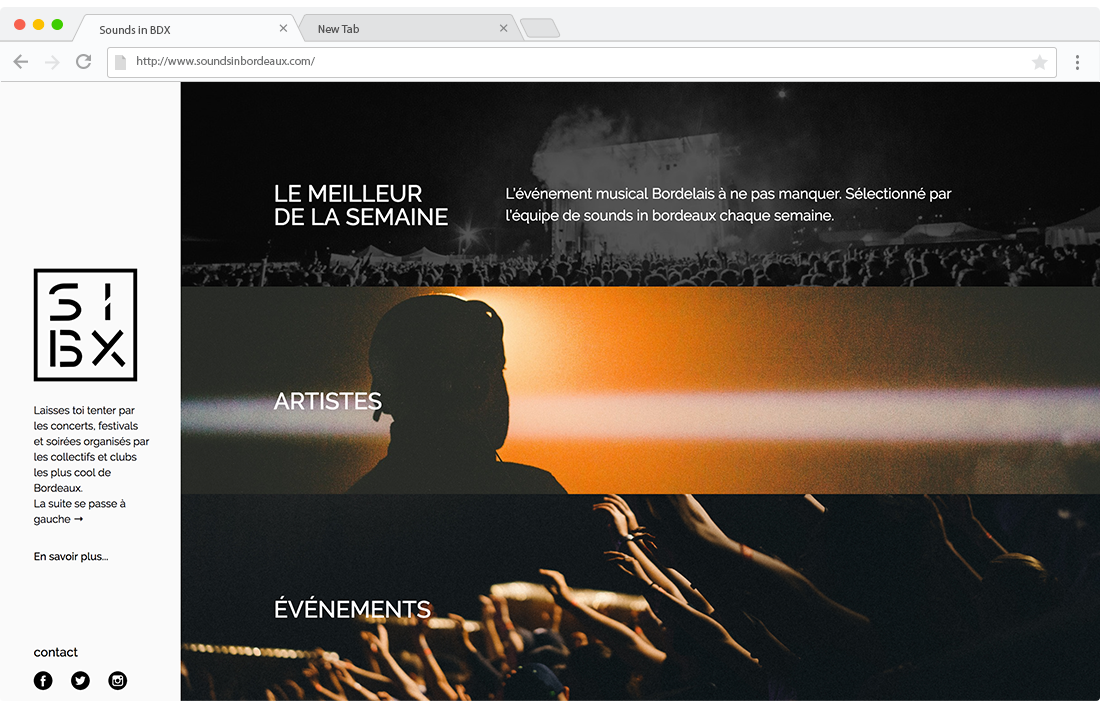 Sounds in BDX
New Tab
http://www.soundsinbordeaux.com/
SI
BX
Laisses toi tenter par
les concerts, festivals
et soirées organisés par
les collectifs et clubs
les plus cool de
Bordeaux.
La suite se passe à
gauche →
En savoir plus...
contact
LE MEILLEUR
DE LA SEMAINE
L'événement musical Bordelais à ne pas manquer. Sélectionné par
l'équipe de sounds in bordeaux chaque semaine.
ARTISTES
ÉVÉNEMENTS